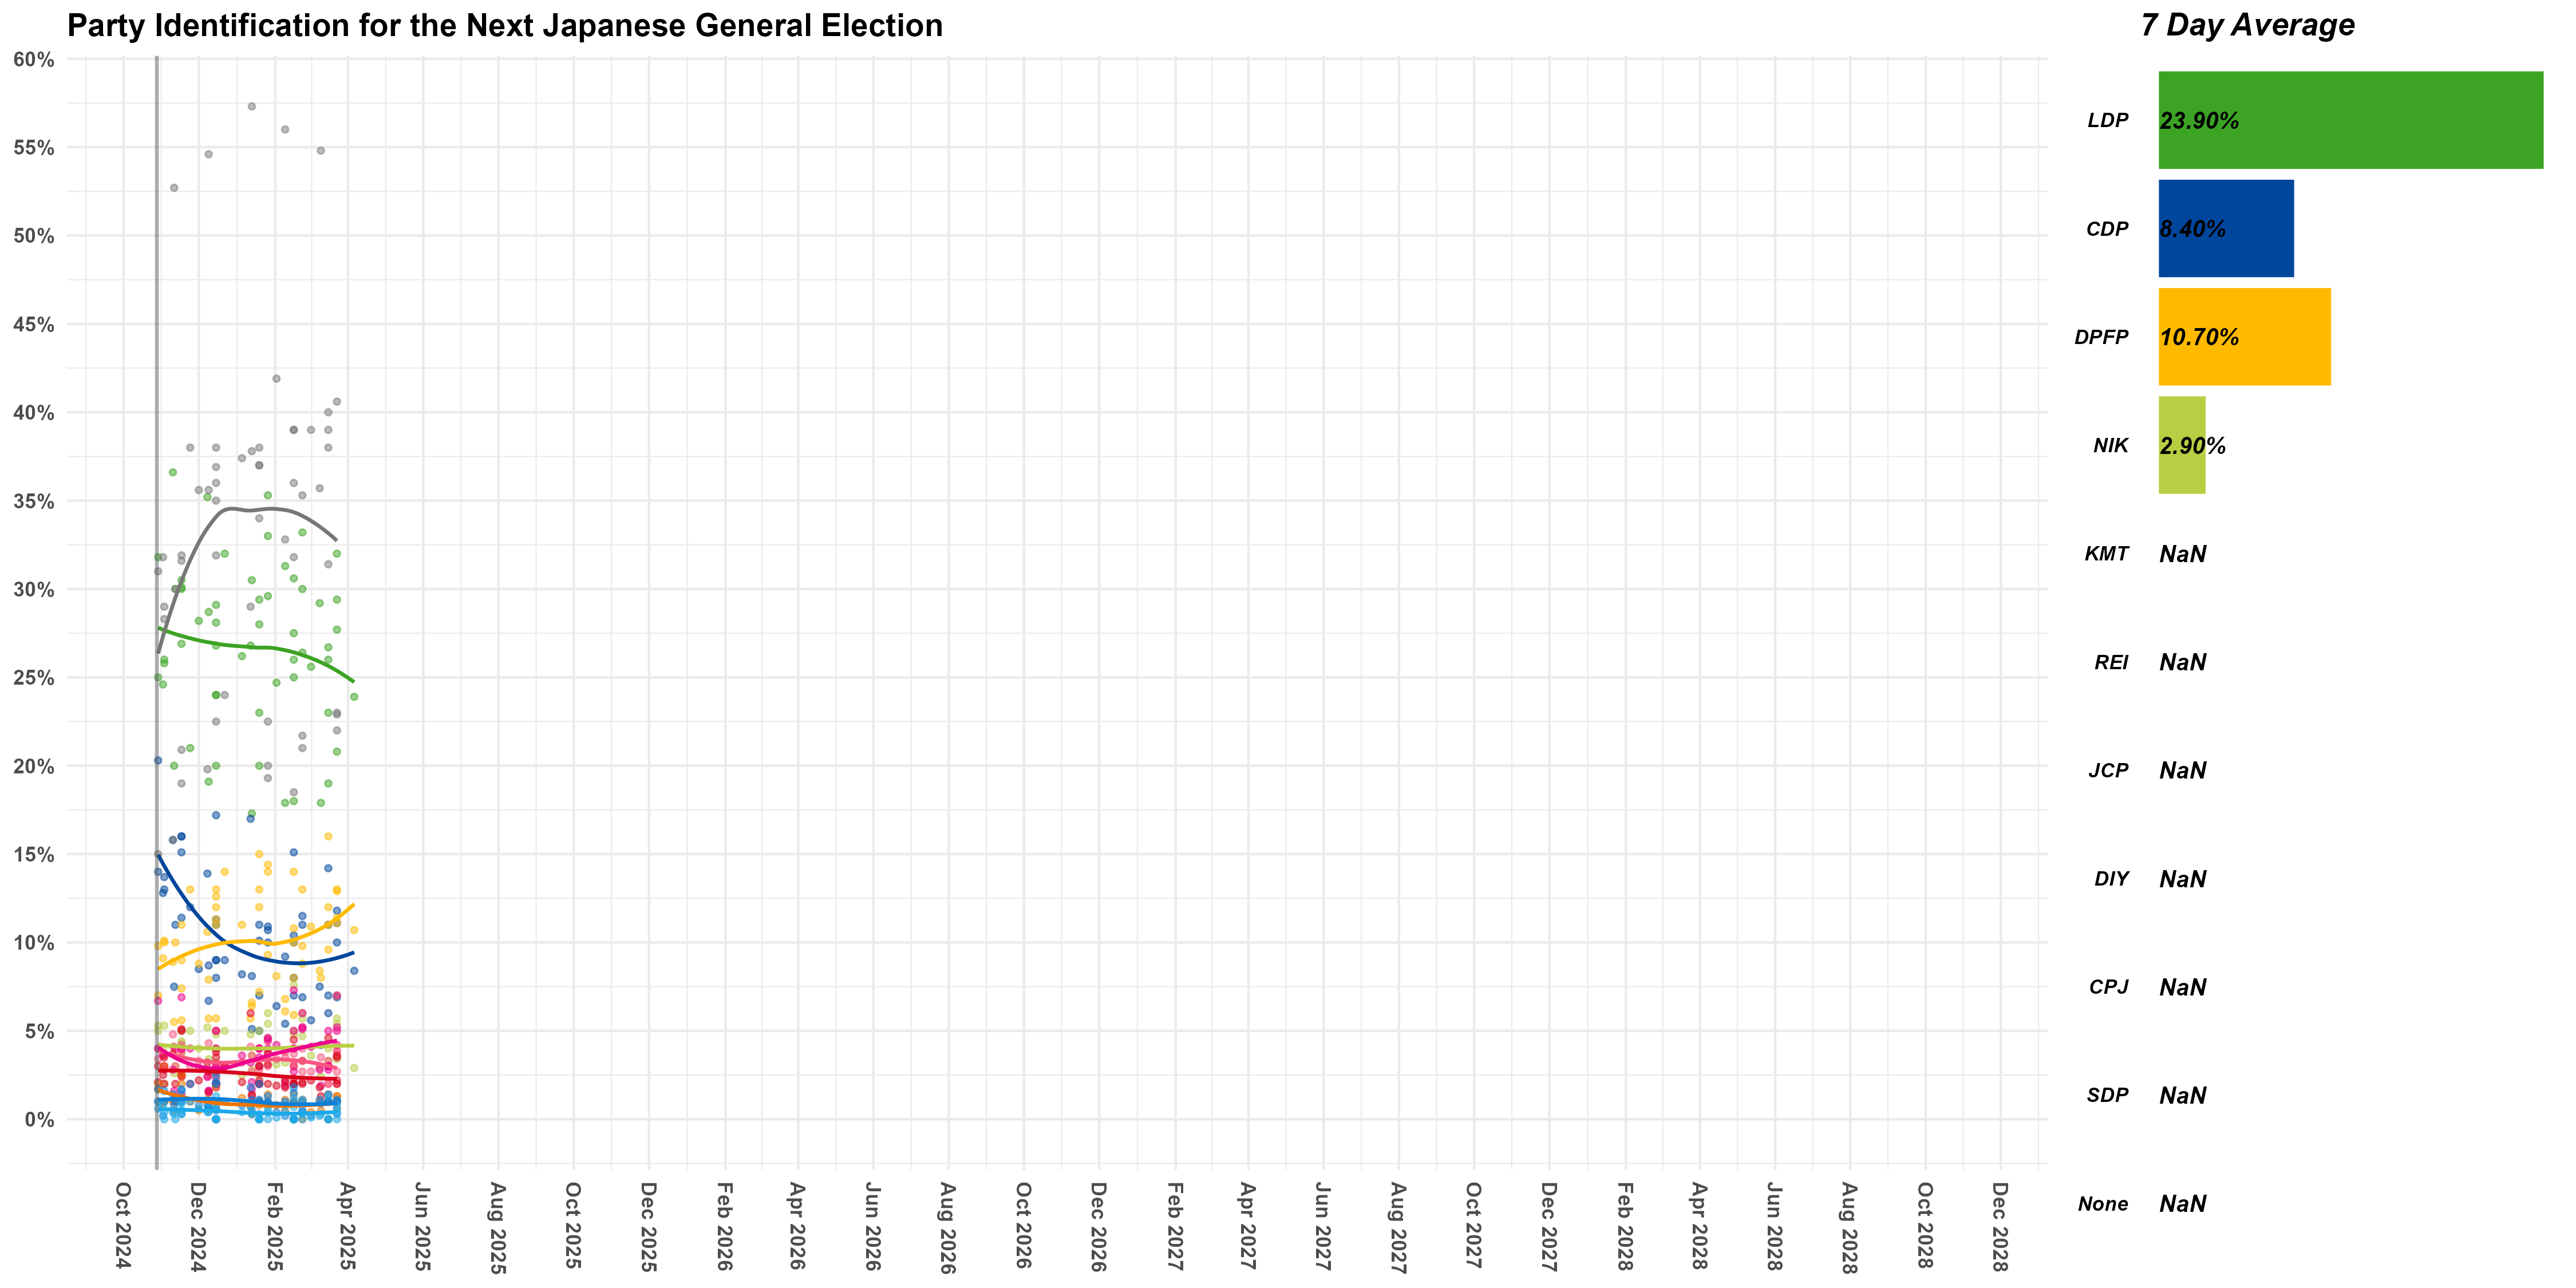 Party Identification for the Next Japanese General Election
7 Day Average
60%
55%
50%
45%
40%
35%
30%
25%
20%
15%
10%
5%
0%
Oct 2024
Dec 2024
Feb 2025
Apr 2025
Jun 2025
Aug 2025
Oct 2025
Dec 2025
Feb 2026
Apr 2026
Jun 2026
Aug 2026
Oct 2026
Dec 2026
Feb 2027
Apr 2027
Jun 2027
Aug 2027
Oct 2027
Dec 2027
Feb 2028
Apr 2028
Jun 2028
Aug 2028
Oct 2028
Dec 2028
LDP 23.90%
CDP 8.40%
DPFP 10.70%
NIK 2.90%
KMT NaN
REI NaN
JCP NaN
DIY NaN
CPJ NaN
SDP NaN
None NaN